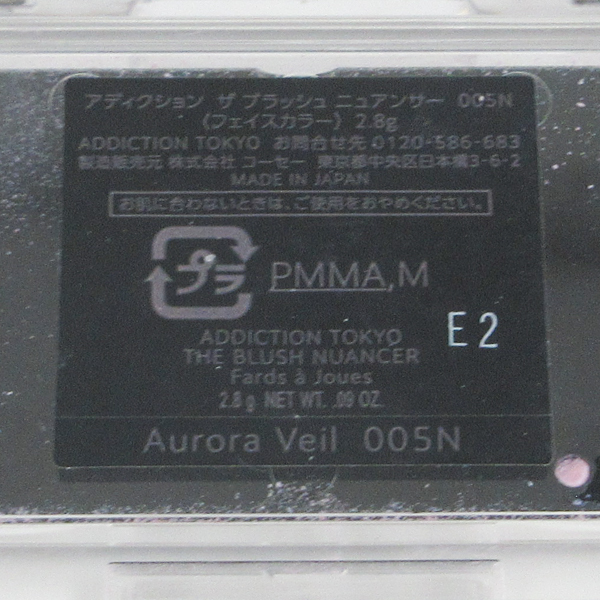 アディクション ザ ブラッシュ ニュアンサー 005N
(フェイスカラー) 2.8g
ADDICTION TOKYO お問合せ先 0120-586-683
製造販売元 株式会社 コーセー 東京都中央区日本橋3-6-2
MADE IN JAPAN
お肌に合わないときは、ご使用をおやめください。
プラ PMMA,M
E2
ADDICTION TOKYO
THE BLUSH NUANCER
Fards à Joues
2.8 g NET WT. .09 OZ.
Aurora Veil 005N